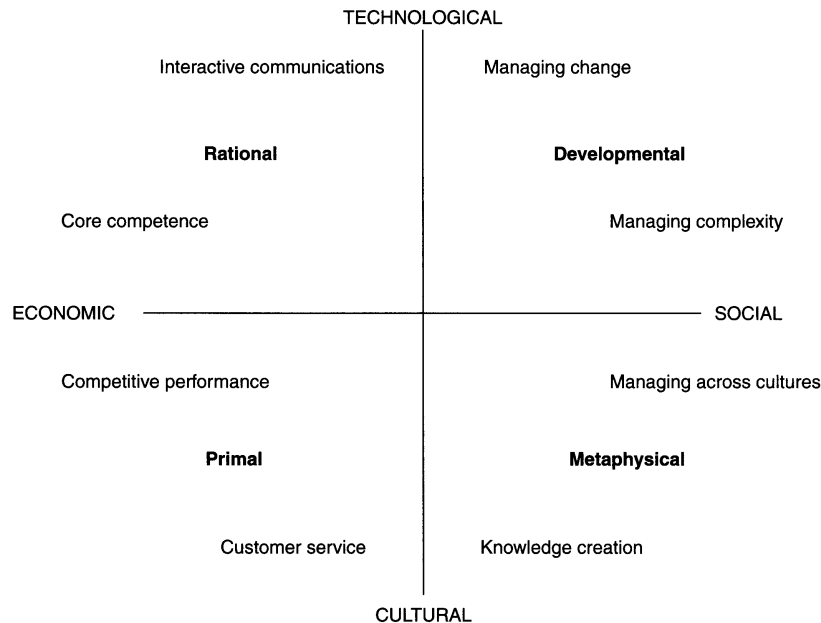 TECHNOLOGICAL
Interactive communications
Managing change
Rational
Developmental
Core competence
Managing complexity
ECONOMIC
SOCIAL
Competitive performance
Managing across cultures
Primal
Metaphysical
Customer service
Knowledge creation
CULTURAL